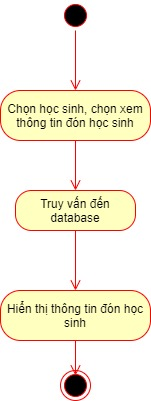 Chọn học sinh, chọn xem
thông tin đón học sinh
Truy vấn đến
database
Hiển thị thông tin đón học
sinh